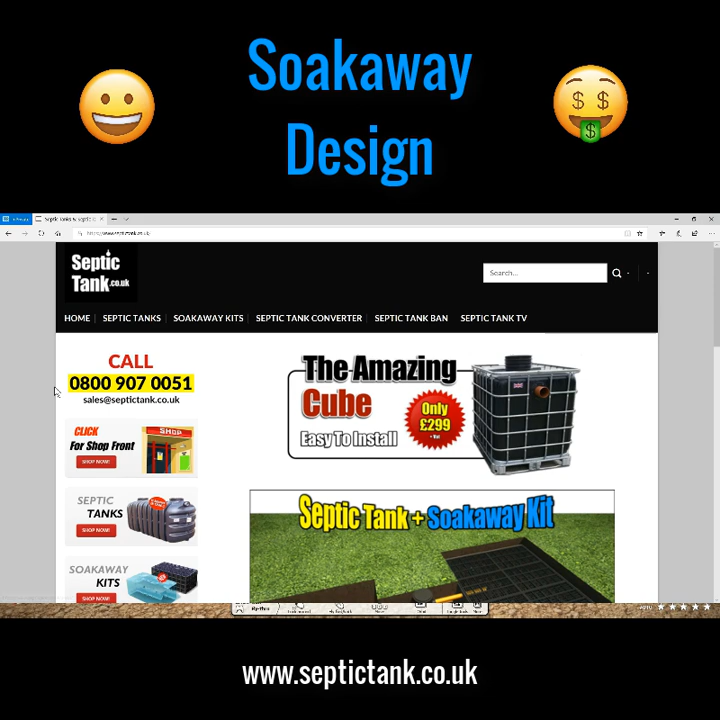 Soakaway
Design
Septic
Tank.co.uk
Search...
HOME
SEPTIC TANKS
SOAKAWAY KITS
SEPTIC TANK CONVERTER
SEPTIC TANK BAN
SEPTIC TANK TV
CALL
0800 907 0051
sales@septictank.co.uk
CLICK
For Shop Front
SHOP NOW!
SHOP
SEPTIC
TANKS
SHOP NOW!
SOAKAWAY
KITS
SHOP NOW!
The Amazing
Cube
Easy To Install
Only
£299
+ Vat
Septic Tank + Soakaway Kit
www.septictank.co.uk